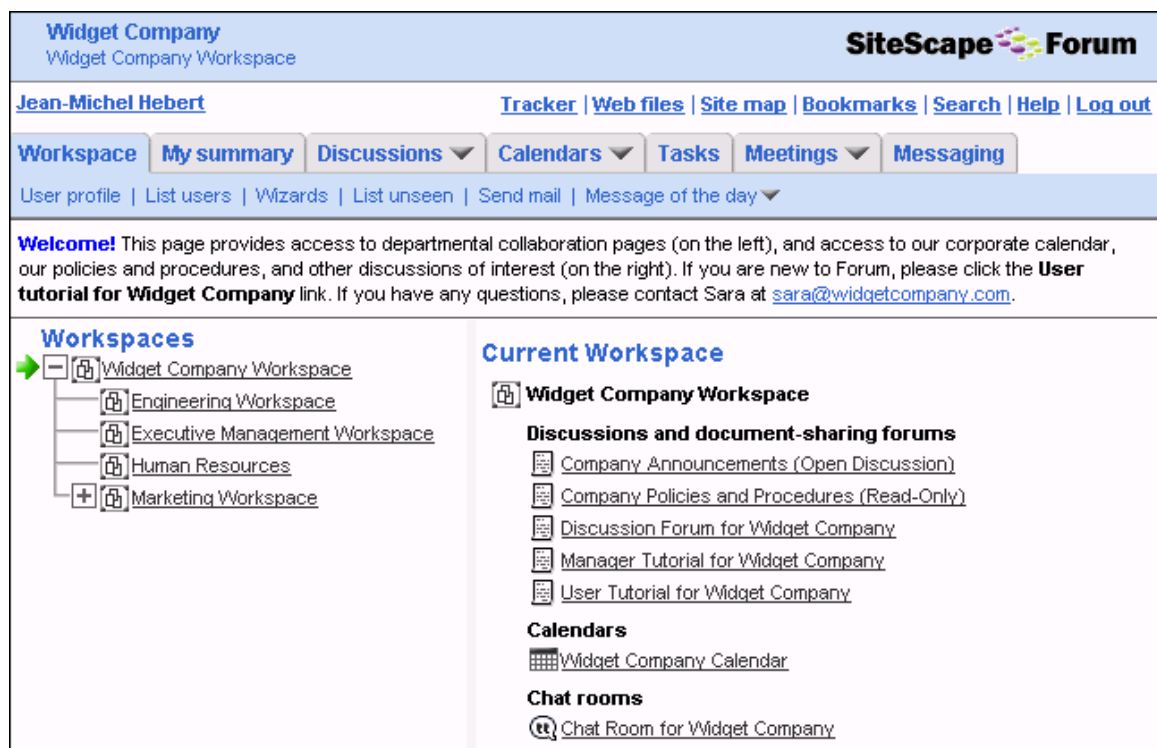 Widget Company
Widget Company Workspace
SiteScape Forum
Jean-Michel Hebert
Tracker | Web files | Site map | Bookmarks | Search | Help | Log out
Workspace My summary Discussions Calendars Tasks Meetings Messaging
User profile | List users | Wizards | List unseen | Send mail | Message of the day
Welcome! This page provides access to departmental collaboration pages (on the left), and access to our corporate calendar,
our policies and procedures, and other discussions of interest (on the right). If you are new to Forum, please click the User
tutorial for Widget Company link. If you have any questions, please contact Sara at sara@widgetcompany.com.
Workspaces
Widget Company Workspace
Engineering Workspace
Executive Management Workspace
Human Resources
Marketing Workspace
Current Workspace
Widget Company Workspace
Discussions and document-sharing forums
Company Announcements (Open Discussion)
Company Policies and Procedures (Read-Only)
Discussion Forum for Widget Company
Manager Tutorial for Widget Company
User Tutorial for Widget Company
Calendars
Widget Company Calendar
Chat rooms
Chat Room for Widget Company